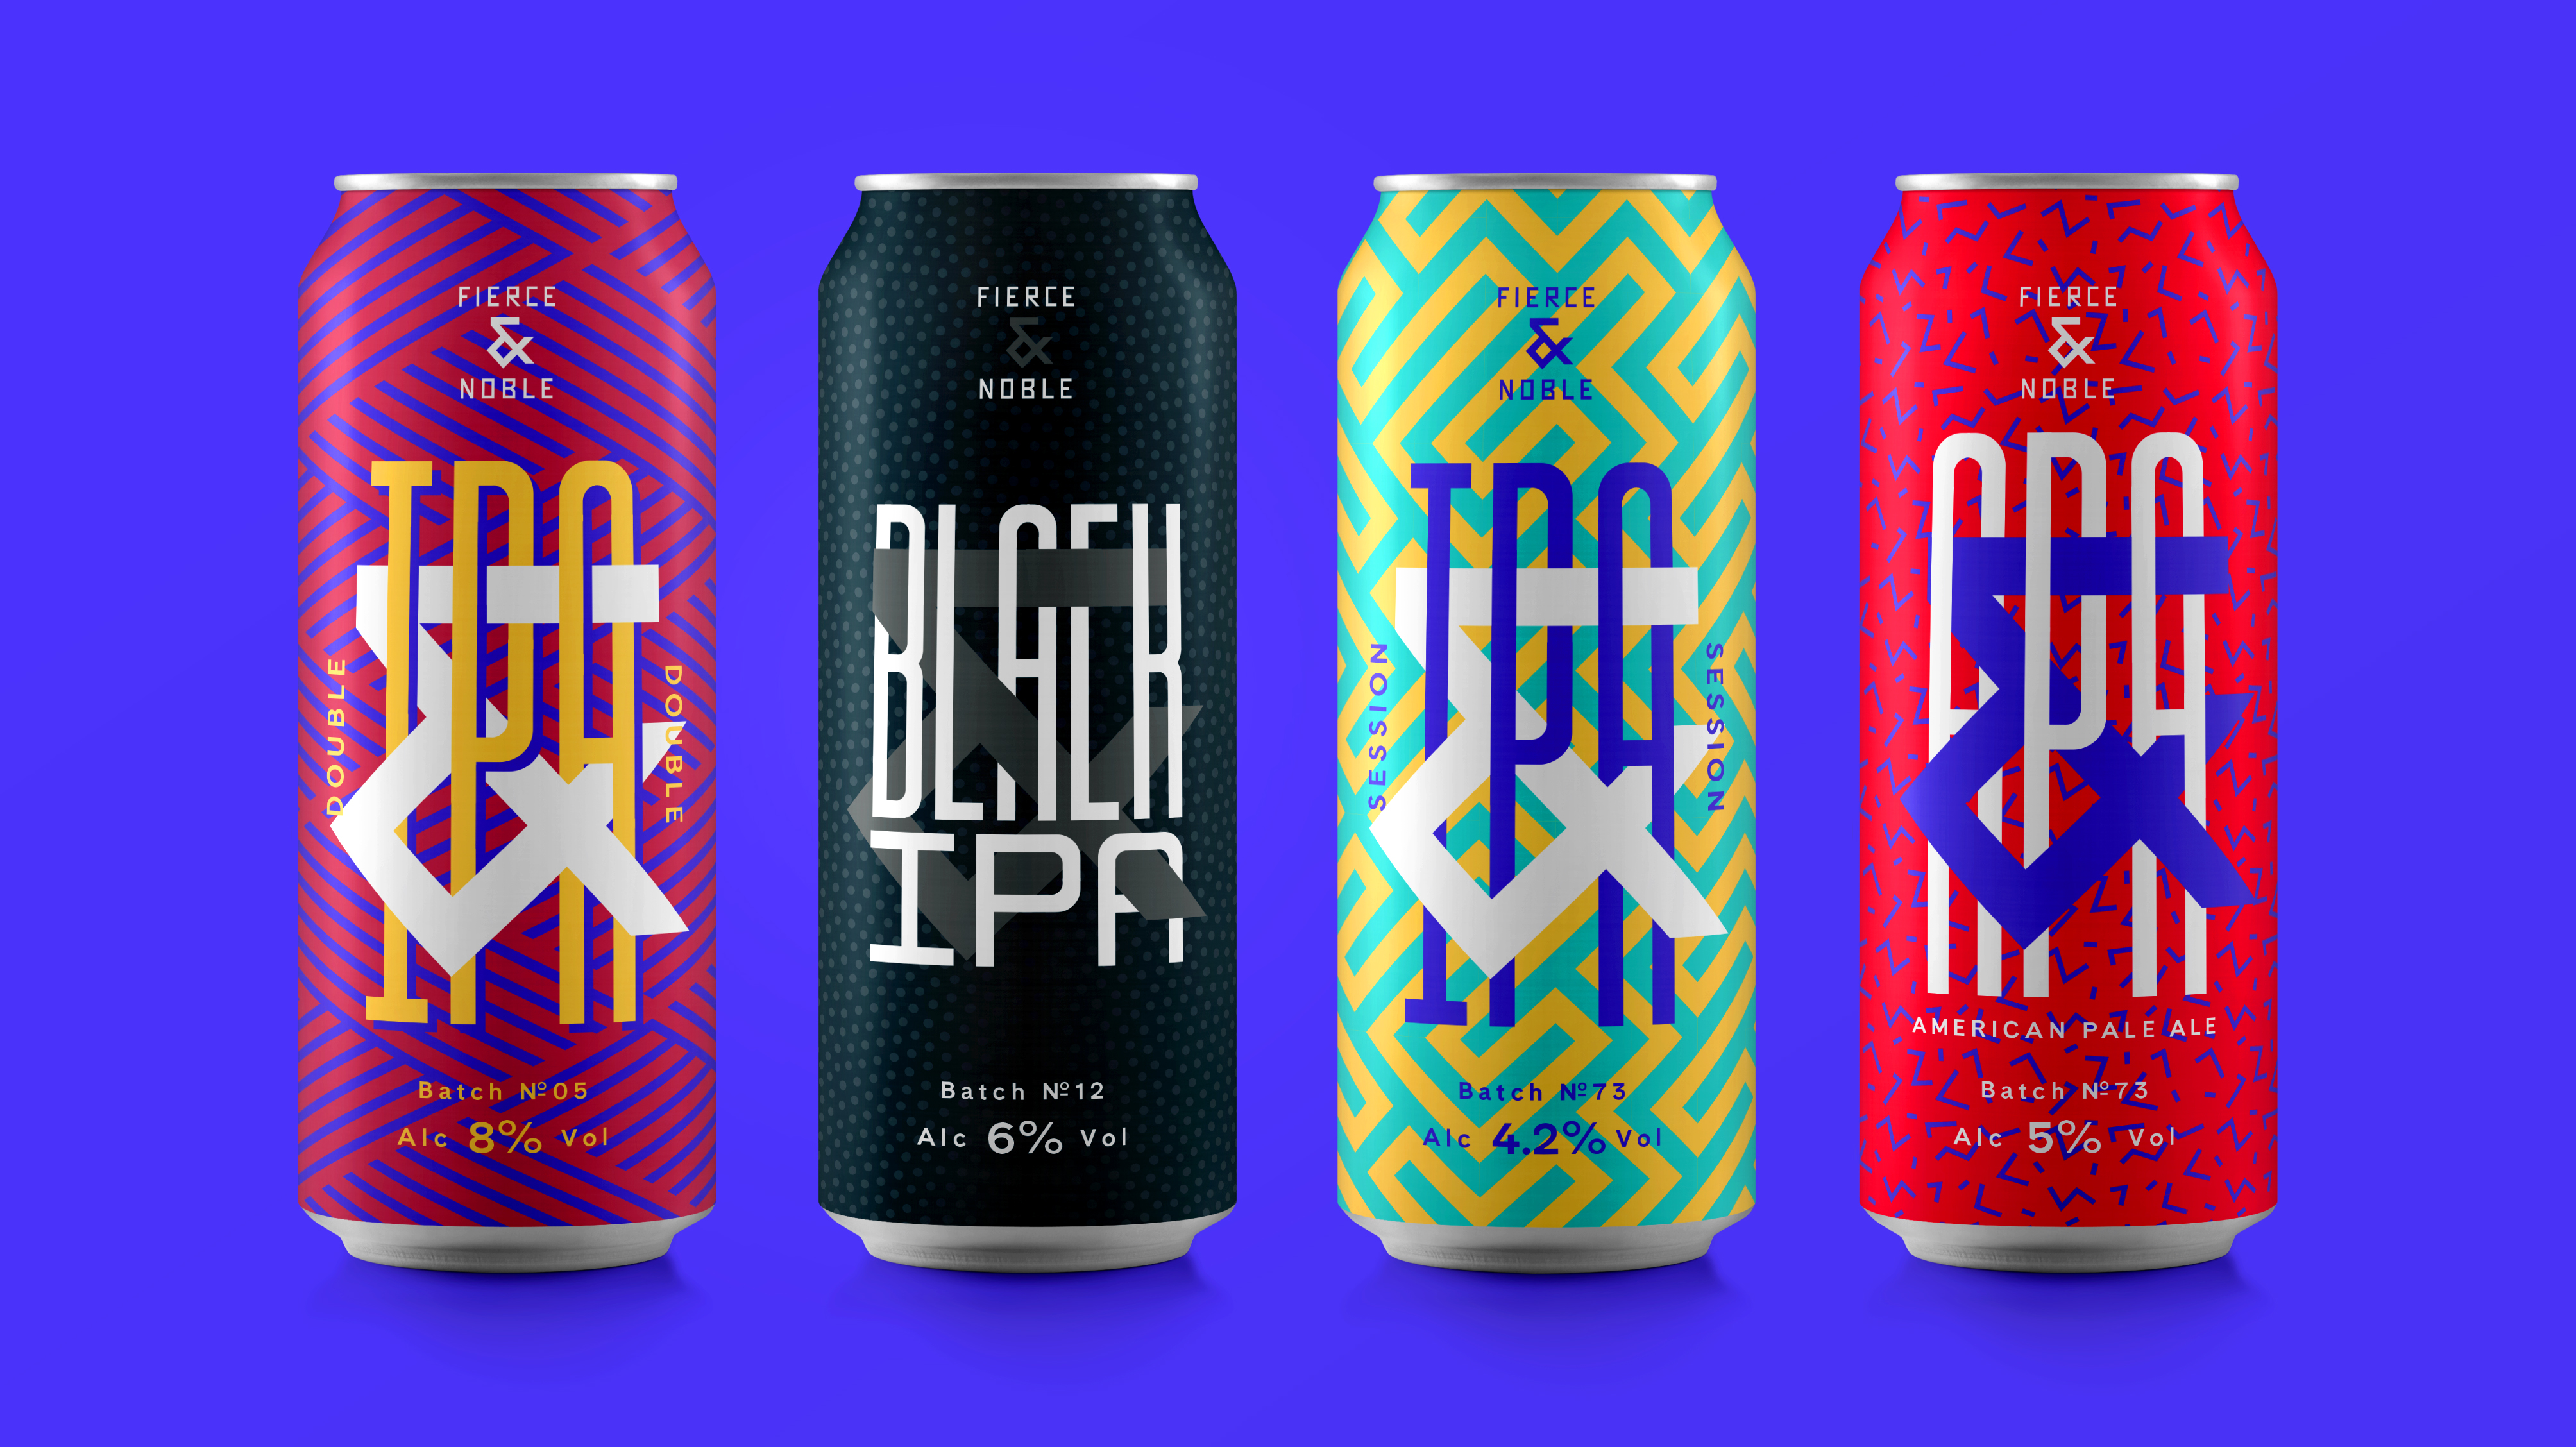 FIERCE
&
NOBLE
IPA
&
DOUBLE
DOUBLE
Batch Nº05
Alc 8% Vol
FIERCE
&
NOBLE
BLACK
IPA
&
Batch Nº12
Alc 6% Vol
FIERCE
&
NOBLE
IPA
&
SESSION
SESSION
Batch Nº73
Alc 4.2% Vol
FIERCE
&
NOBLE
APA
&
AMERICAN PALE ALE
Batch Nº73
Alc 5% Vol